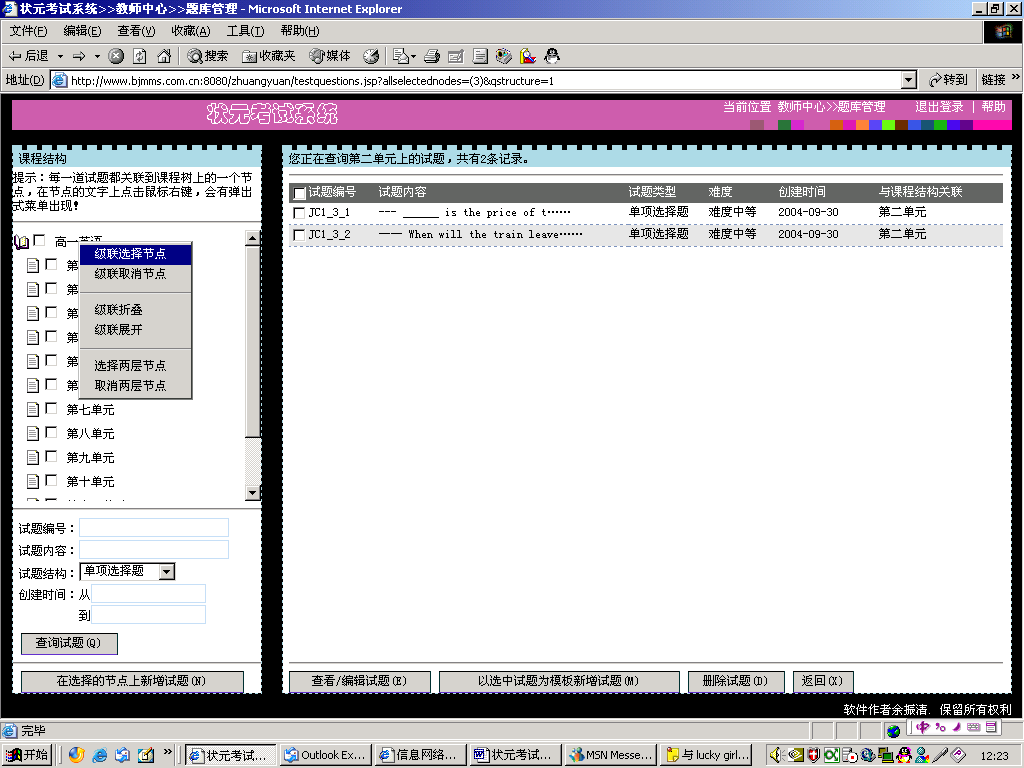 状元考试系统>>教师中心>>题库管理 - Microsoft Internet Explorer
文件(F) 编辑(E) 查看(V) 收藏(A) 工具(T) 帮助(H)
后退 搜索 收藏夹 媒体
地址(D) http://www.bjmms.com.cn:8080/zhuangyuan/testquestions.jsp?allselectednodes=(3)&qstructure=1 转到 链接 »
状元考试系统
当前位置 教师中心>>题库管理 退出登录 | 帮助
课程结构
提示：每一道试题都关联到课程树上的一个节
点，在节点的文字上点击鼠标右键，会有弹出
式菜单出现！
高一英语
级联选择节点
级联取消节点
级联折叠
级联展开
选择两层节点
取消两层节点
第
第
第
第
第
第
第七单元
第八单元
第九单元
第十单元
试题编号：
试题内容：
试题结构： 单项选择题
创建时间：从
到
查询试题(Q)
在选择的节点上新增试题(N)
您正在查询第二单元上的试题，共有2条记录。
试题编号 试题内容 试题类型 难度 创建时间 与课程结构关联
JC1_3_1 --- ______ is the price of t…… 单项选择题 难度中等 2004-09-30 第二单元
JC1_3_2 —— When will the train leave…… 单项选择题 难度中等 2004-09-30 第二单元
查看/编辑试题(E) 以选中试题为模板新增试题(M) 删除试题(D) 返回(X)
软件作者余振清. 保留所有权利
完毕
中
开始 » 状元考试... Outlook Ex... 信息网络... 状元考试... MSN Messe... 与 lucky girl... 12:23